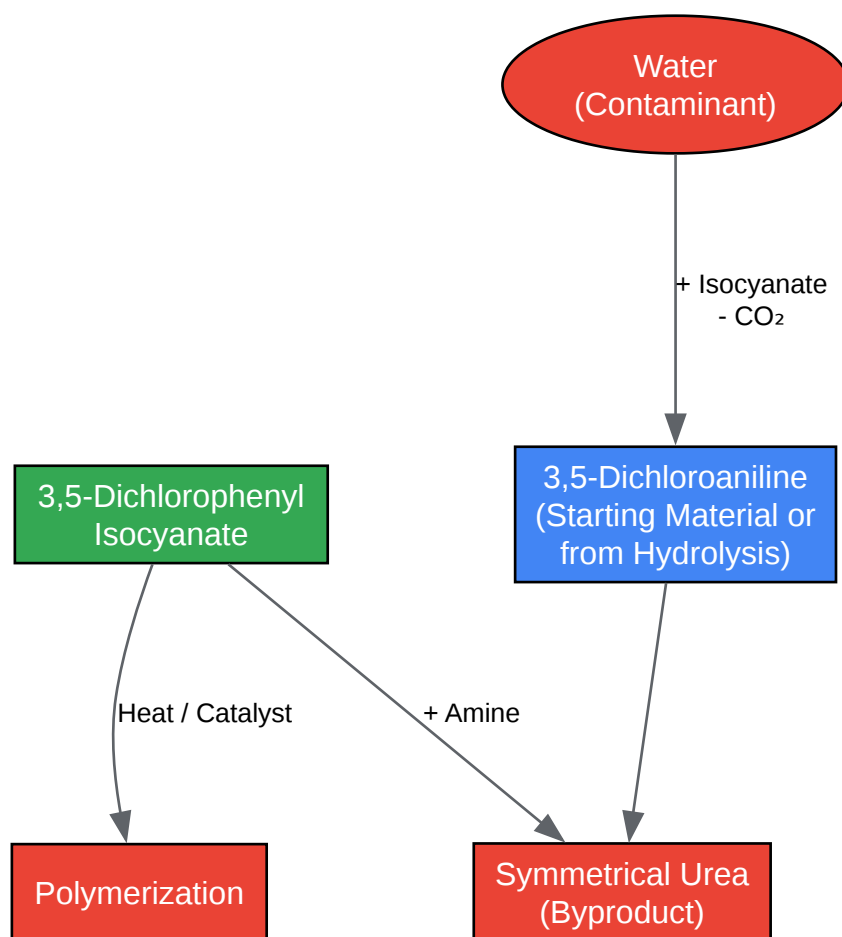 Water
(Contaminant)
+ Isocyanate
- CO₂
3,5-Dichlorophenyl
Isocyanate
3,5-Dichloroaniline
(Starting Material or
from Hydrolysis)
Heat / Catalyst
+ Amine
Polymerization
Symmetrical Urea
(Byproduct)